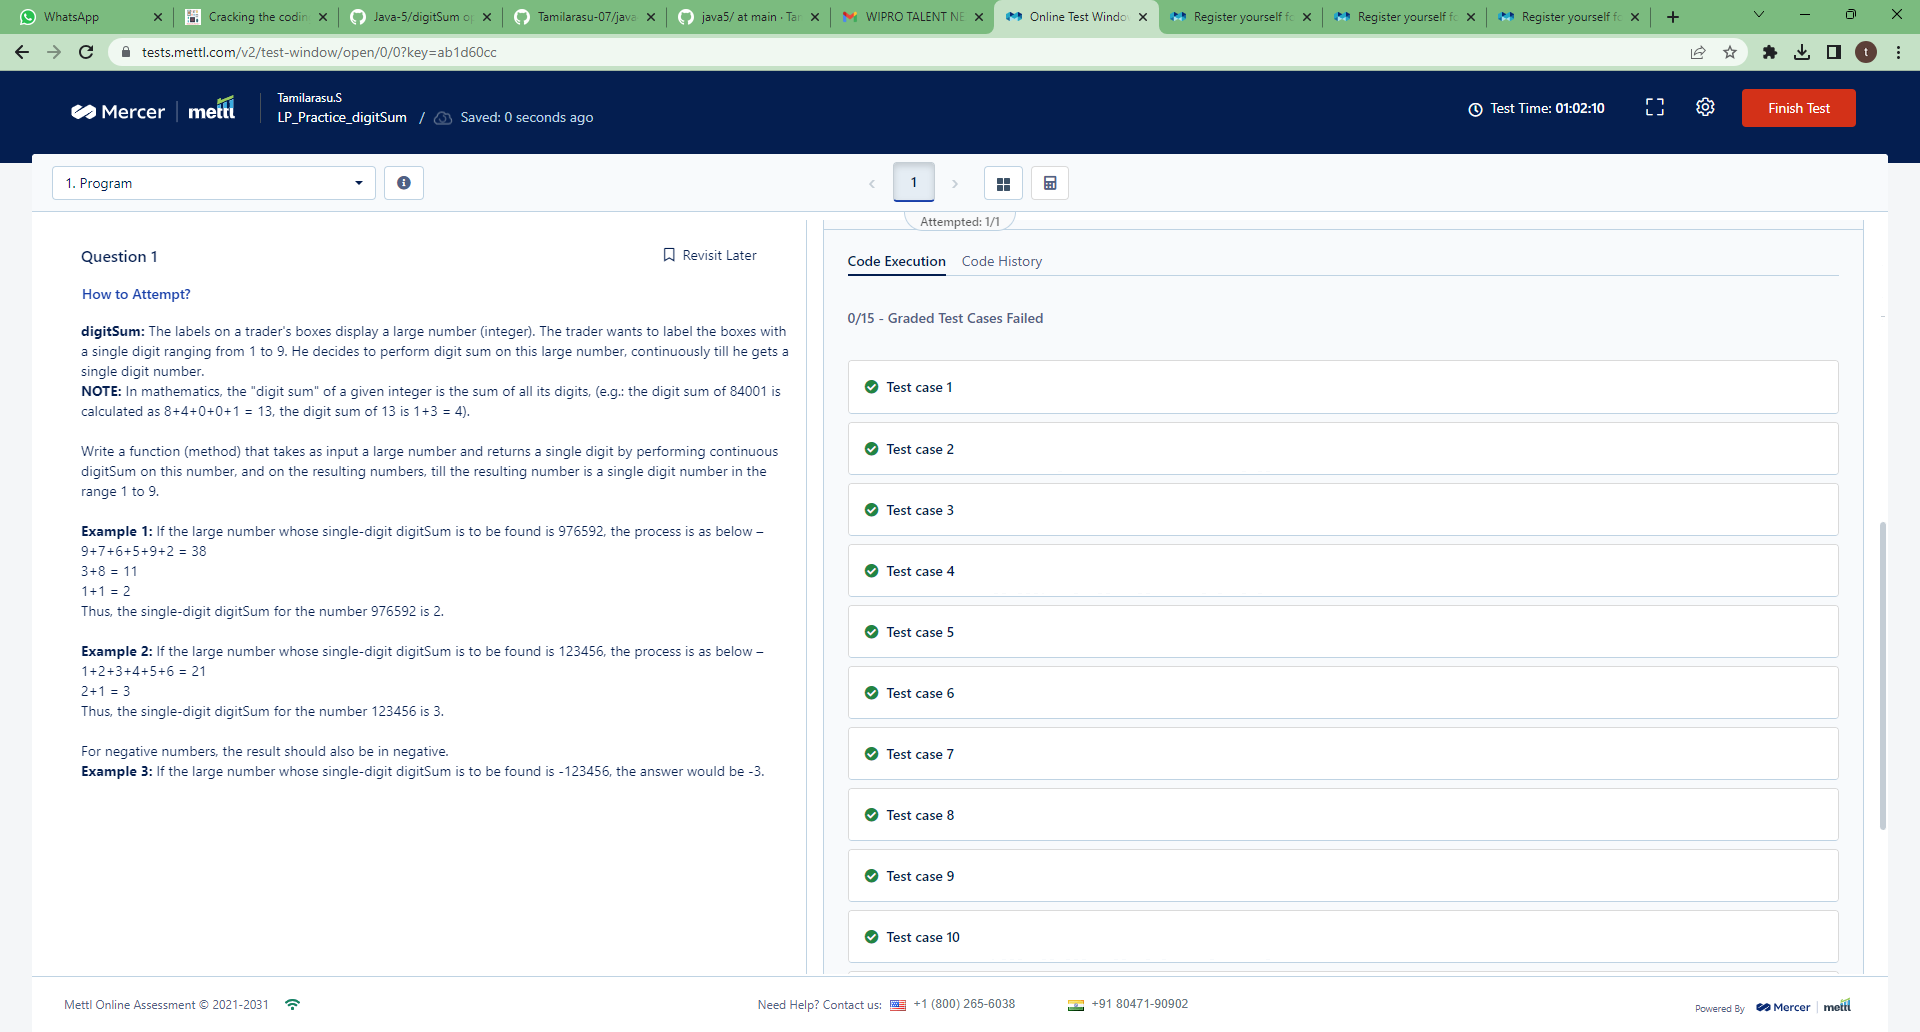 WhatsApp
Cracking the codin
Java-5/digitSum o
Tamilarasu-07/java
java5/ at main · Tar
WIPRO TALENT NE
Online Test Windo
Register yourself fo
Register yourself fo
Register yourself fo
tests.mettl.com/v2/test-window/open/0/0?key=ab1d60cc
t
Mercer | mettl
Tamilarasu.S
LP_Practice_digitSum / Saved: 0 seconds ago
Test Time: 01:02:10
Finish Test
1. Program
1
Attempted: 1/1
Question 1
Revisit Later
How to Attempt?
digitSum: The labels on a trader's boxes display a large number (integer). The trader wants to label the boxes with
a single digit ranging from 1 to 9. He decides to perform digit sum on this large number, continuously till he gets a
single digit number.
NOTE: In mathematics, the "digit sum" of a given integer is the sum of all its digits, (e.g.: the digit sum of 84001 is
calculated as 8+4+0+0+1 = 13, the digit sum of 13 is 1+3 = 4).
Write a function (method) that takes as input a large number and returns a single digit by performing continuous
digitSum on this number, and on the resulting numbers, till the resulting number is a single digit number in the
range 1 to 9.
Example 1: If the large number whose single-digit digitSum is to be found is 976592, the process is as below –
9+7+6+5+9+2 = 38
3+8 = 11
1+1 = 2
Thus, the single-digit digitSum for the number 976592 is 2.
Example 2: If the large number whose single-digit digitSum is to be found is 123456, the process is as below –
1+2+3+4+5+6 = 21
2+1 = 3
Thus, the single-digit digitSum for the number 123456 is 3.
For negative numbers, the result should also be in negative.
Example 3: If the large number whose single-digit digitSum is to be found is -123456, the answer would be -3.
Code Execution
Code History
0/15 - Graded Test Cases Failed
Test case 1
Test case 2
Test case 3
Test case 4
Test case 5
Test case 6
Test case 7
Test case 8
Test case 9
Test case 10
Mettl Online Assessment © 2021-2031
Need Help? Contact us: +1 (800) 265-6038
+91 80471-90902
Powered By Mercer | mettl